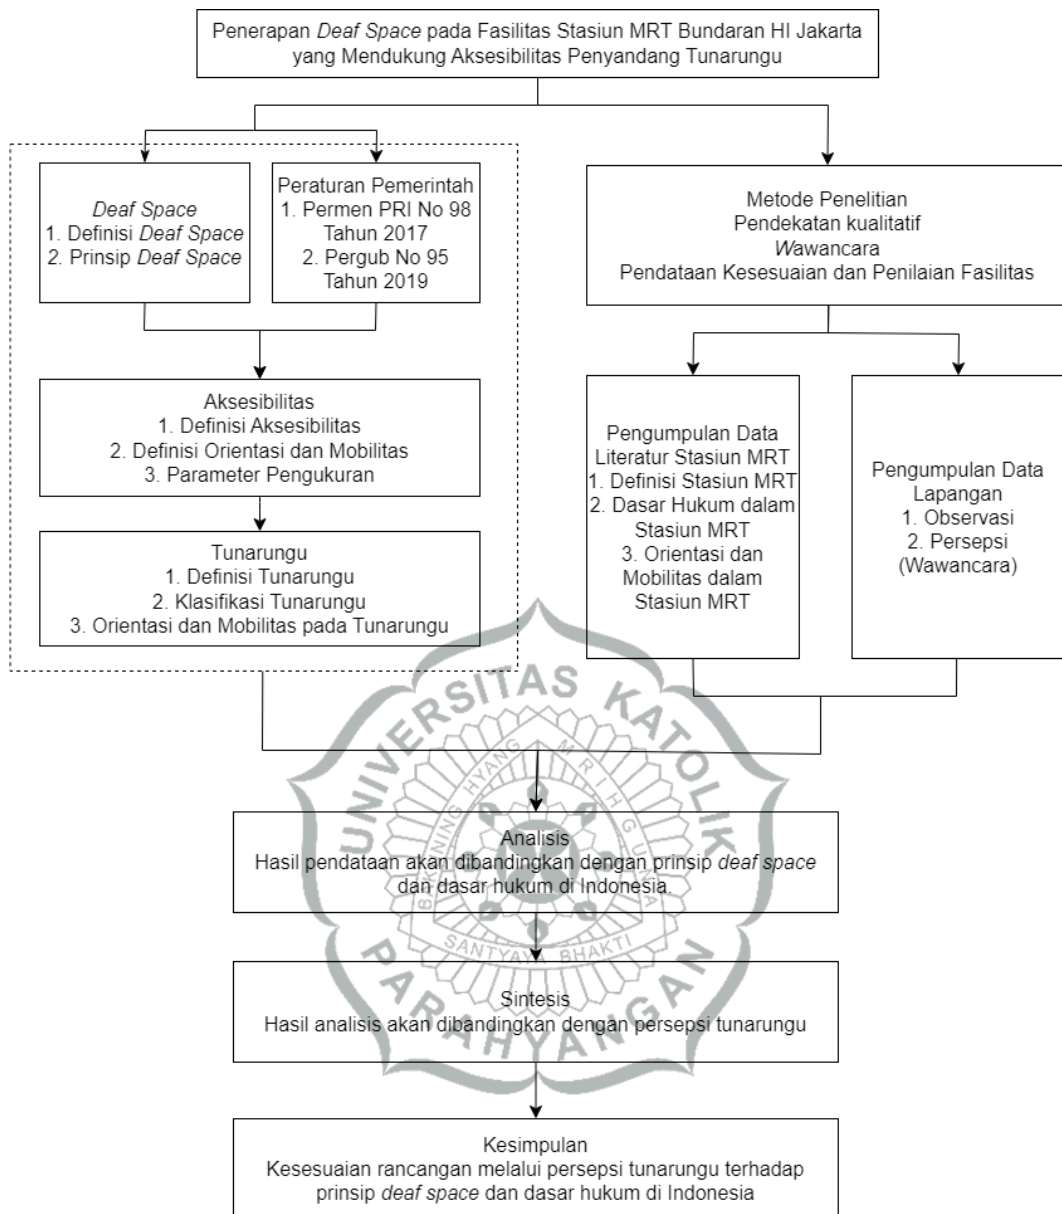 Penerapan Deaf Space pada Fasilitas Stasiun MRT Bundaran HI Jakarta
yang Mendukung Aksesibilitas Penyandang Tunarungu
Deaf Space
1. Definisi Deaf Space
2. Prinsip Deaf Space
Peraturan Pemerintah
1. Permen PRI No 98
Tahun 2017
2. Pergub No 95
Tahun 2019
Aksesibilitas
1. Definisi Aksesibilitas
2. Definisi Orientasi dan Mobilitas
3. Parameter Pengukuran
Tunarungu
1. Definisi Tunarungu
2. Klasifikasi Tunarungu
3. Orientasi dan Mobilitas pada Tunarungu
Metode Penelitian
Pendekatan kualitatif
Wawancara
Pendataan Kesesuaian dan Penilaian Fasilitas
Pengumpulan Data
Literatur Stasiun MRT
1. Definisi Stasiun MRT
2. Dasar Hukum dalam
Stasiun MRT
3. Orientasi dan
Mobilitas dalam
Stasiun MRT
Pengumpulan Data
Lapangan
1. Observasi
2. Persepsi
(Wawancara)
Analisis
Hasil pendataan akan dibandingkan dengan prinsip deaf space
dan dasar hukum di Indonesia.
Sintesis
Hasil analisis akan dibandingkan dengan persepsi tunarungu
Kesimpulan
Kesesuaian rancangan melalui persepsi tunarungu terhadap
prinsip deaf space dan dasar hukum di Indonesia
UNIVERSITAS KATOLIK
PARAHYANGAN
BAKUNING HYANG MRIH GUNA
SANTYAYA BHAKTI